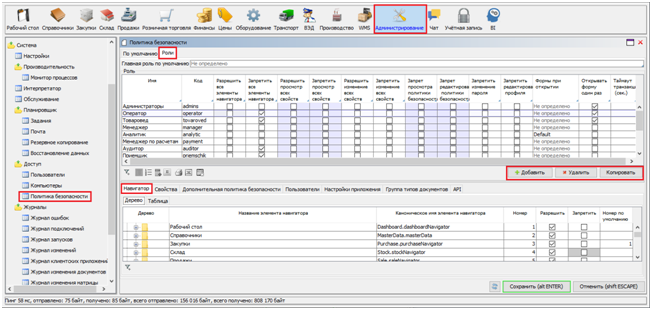 Рабочий стол Справочники Закупки Склад Продажи Розничная торговля Финансы Цены Оборудование Транспорт ВЭД Производство WMS Администрирование Чат Учётная запись BI
Система
Настройки
Производительность
Монитор процессов
Интерпретатор
Обслуживание
Планировщик
Задания
Почта
Резервное копирование
Восстановление данных
Доступ
Пользователи
Компьютеры
Политика безопасности
Журналы
Журнал ошибок
Журнал подключений
Журнал запусков
Журнал изменений
Журнал клиентских приложений
Журнал изменения документов
Журнал изменения матрицы
Политика безопасности
По умолчанию Роли
Главная роль по умолчанию Не определено
Роль
Имя Код Разрешить все элементы навигатора Запретить все элементы навигатора Разрешить просмотр всех свойств Запретить просмотр всех свойств Разрешить изменение всех свойств Запретить изменение всех свойств Запрет просмотра политики безопасности Запрет редактирования политики безопасности Запретить изменение пароля Запретить редактирование профиля Формы при открытии Открывать форму один раз Таймаут транзакции (сек.)
Администраторы admins Не определено
Оператор operator Не определено
Товаровед tovaroved Не определено
Менеджер manager Не определено
Аналитик analytic Default
Менеджер по расчетам payment Не определено
Аудитор auditor Не определено
Приемщик priemschik Не определено
Добавить Удалить Копировать
Навигатор Свойства Дополнительная политика безопасности Пользователи Настройки приложения Группа типов документов API
Дерево Таблица
Дерево Название элемента навигатора Каноническое имя элемента навигатора Номер Разрешить Запретить Номер по умолчанию
Рабочий стол Dashboard.dashboardNavigator 1
Справочники MasterData.masterData 2
Закупки Purchase.purchaseNavigator 3 1
Склад Stock.stockNavigator 4
Продажи Sale.saleNavigator 5
Сохранить (alt ENTER) Отменить (shift ESCAPE)
Пинг 58 мс, отправлено: 75 байт, получено: 85 байт, всего отправлено: 156 016 байт, всего получено: 808 170 байт